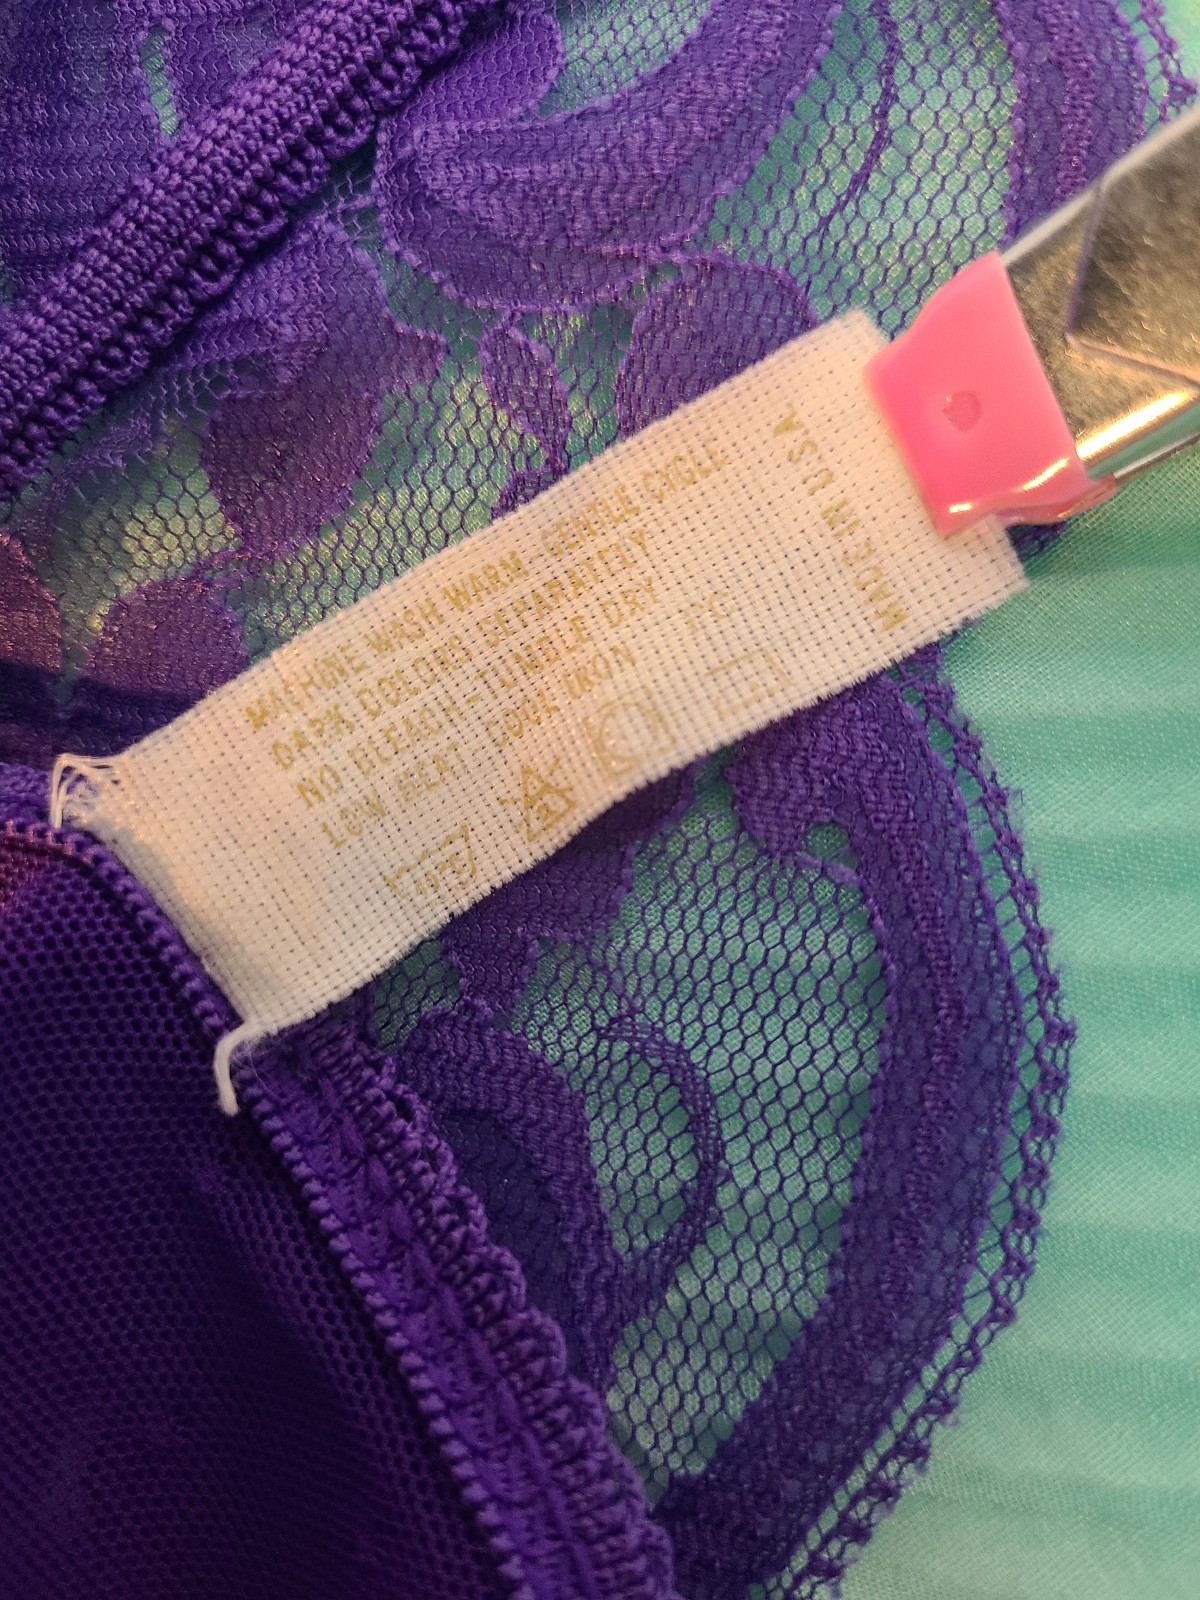 MACHINE WASH WARM GENTLE CYCLE
DARK COLORS SEPARATELY
NO BLEACH-TUMBLE DRY
LOW HEAT COOL IRON
MADE IN USA